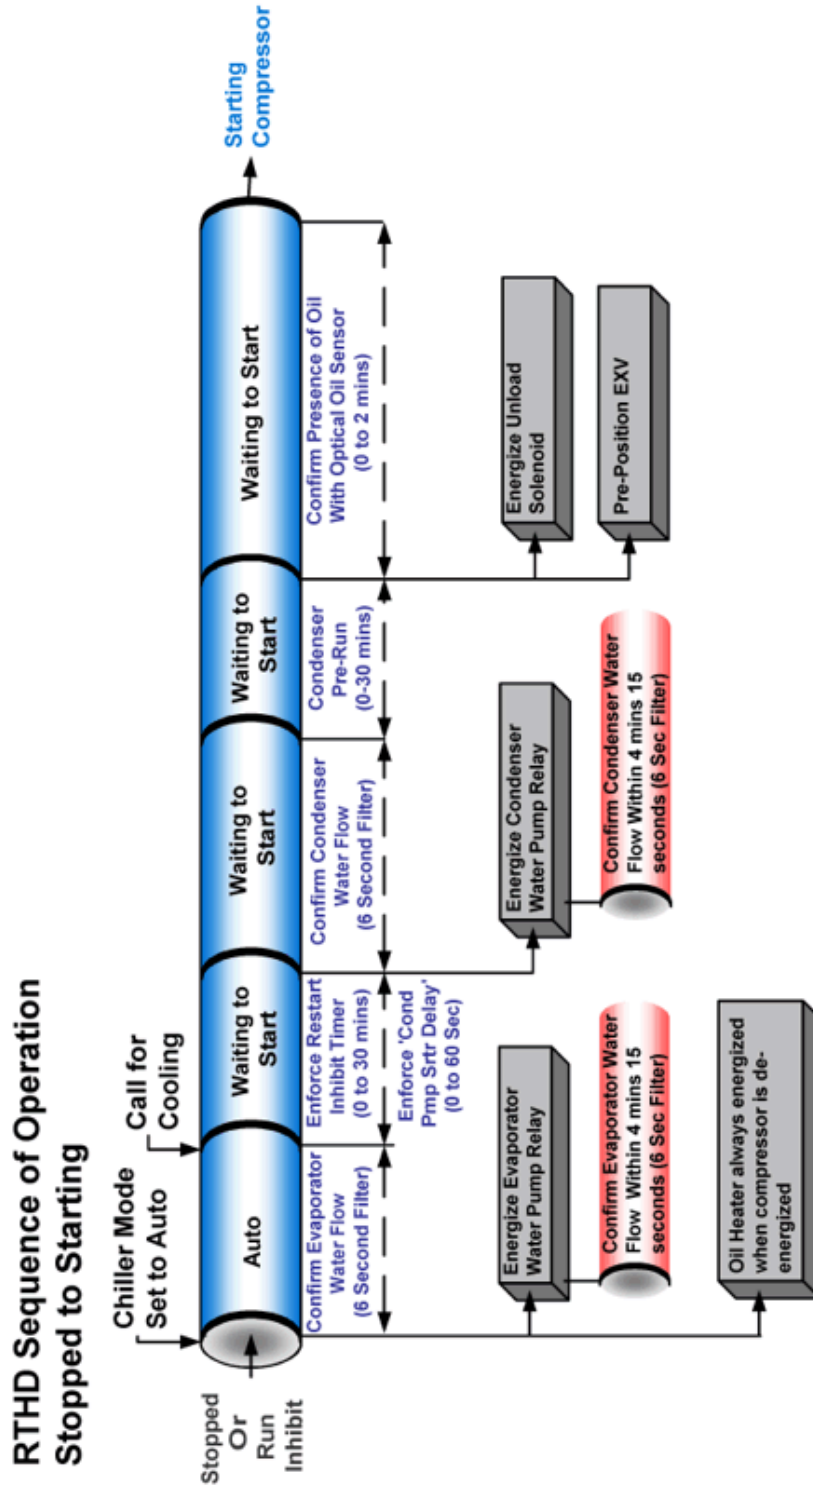 RTHD Sequence of Operation
Stopped to Starting
Chiller Mode
Set to Auto
Call for
Cooling
Stopped
Or
Run
Inhibit
Auto
Waiting to
Start
Waiting to
Start
Waiting to
Start
Waiting to Start
Starting
Compressor
Confirm Evaporator
Water Flow
(6 Second Filter)
Enforce Restart
Inhibit Timer
(0 to 30 mins)
Enforce 'Cond
Pmp Srtr Delay'
(0 to 60 Sec)
Confirm Condenser
Water Flow
(6 Second Filter)
Condenser
Pre-Run
(0-30 mins)
Confirm Presence of Oil
With Optical Oil Sensor
(0 to 2 mins)
Energize Evaporator
Water Pump Relay
Confirm Evaporator Water
Flow Within 4 mins 15
seconds (6 Sec Filter)
Oil Heater always energized
when compressor is de-
energized
Energize Condenser
Water Pump Relay
Confirm Condenser Water
Flow Within 4 mins 15
seconds (6 Sec Filter)
Energize Unload
Solenoid
Pre-Position EXV